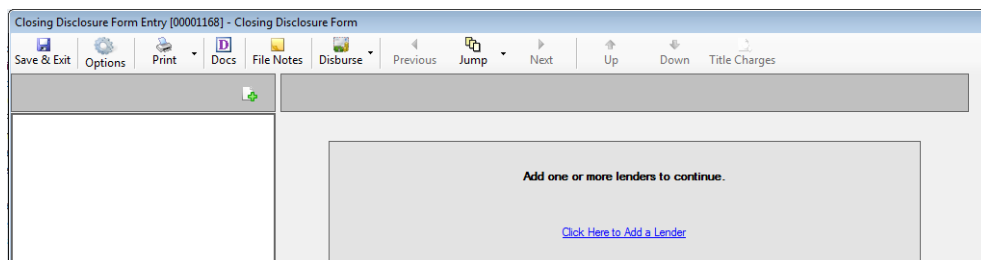 Closing Disclosure Form Entry [00001168] - Closing Disclosure Form
Save & Exit Options Print D Docs File Notes Disburse Previous Jump Next Up Down Title Charges
Add one or more lenders to continue.
Click Here to Add a Lender